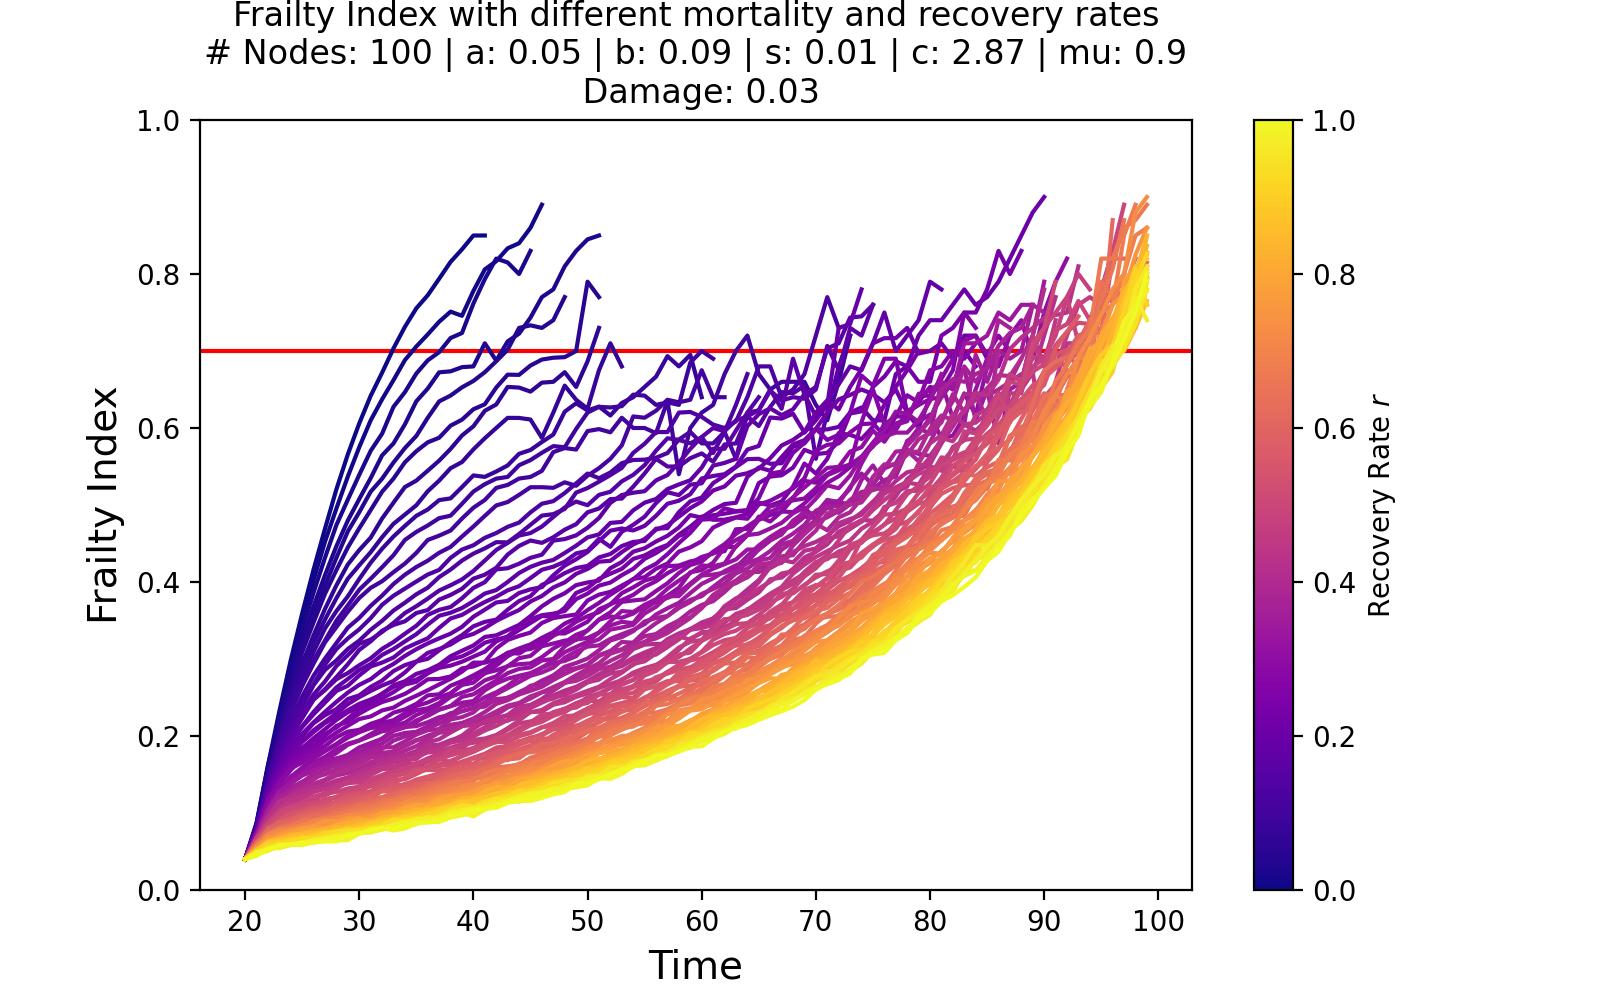 Frailty Index with different mortality and recovery rates
# Nodes: 100 | a: 0.05 | b: 0.09 | s: 0.01 | c: 2.87 | mu: 0.9
Damage: 0.03
1.0
0.8
0.6
0.4
0.2
0.0
Frailty Index
20 30 40 50 60 70 80 90 100
Time
1.0
0.8
0.6
0.4
0.2
0.0
Recovery Rate r